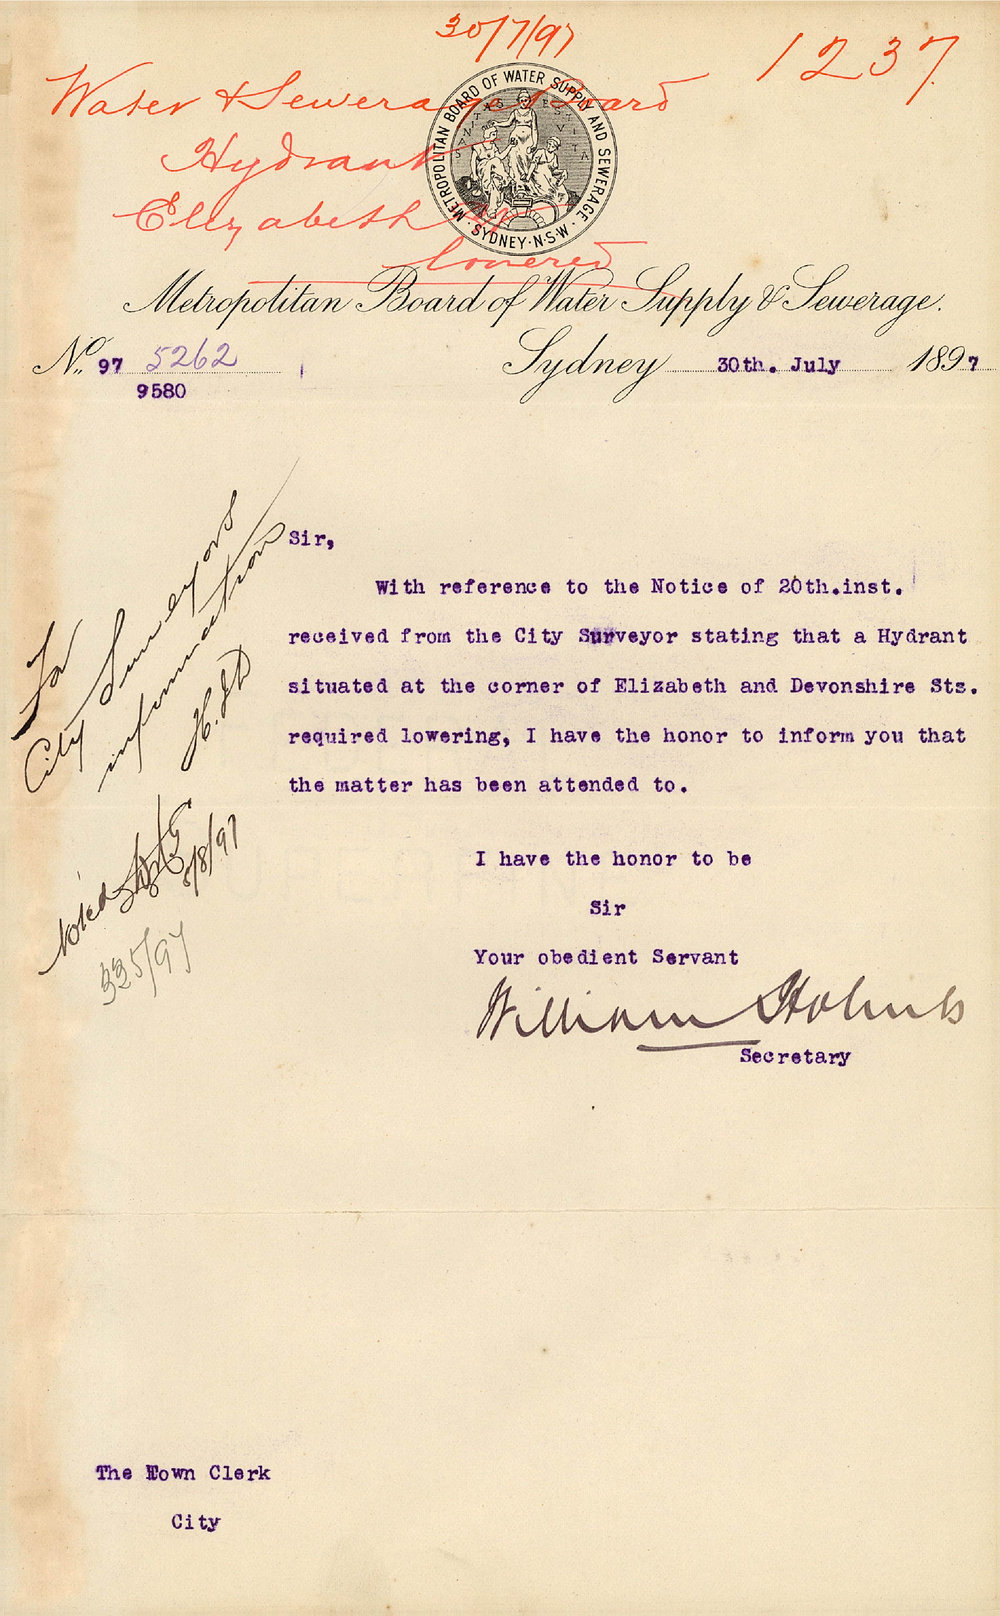 30/7/97
1237
Water & Sewerage Board
Hydrant
Elizabeth St
lowered
METROPOLITAN BOARD OF WATER SUPPLY AND SEWERAGE
SYDNEY·N·S·W·
Metropolitan Board of Water Supply & Sewerage.
No. 97 5262
9580
Sydney 30th. July 1897
Sir,
With reference to the Notice of 20th.inst.
received from the City Surveyor stating that a Hydrant
situated at the corner of Elizabeth and Devonshire Sts.
required lowering, I have the honor to inform you that
the matter has been attended to.
I have the honor to be
Sir
Your obedient Servant
William Holmes
Secretary
For
City Surveyors
information
Noted
/8/97
335/97
The Town Clerk
City